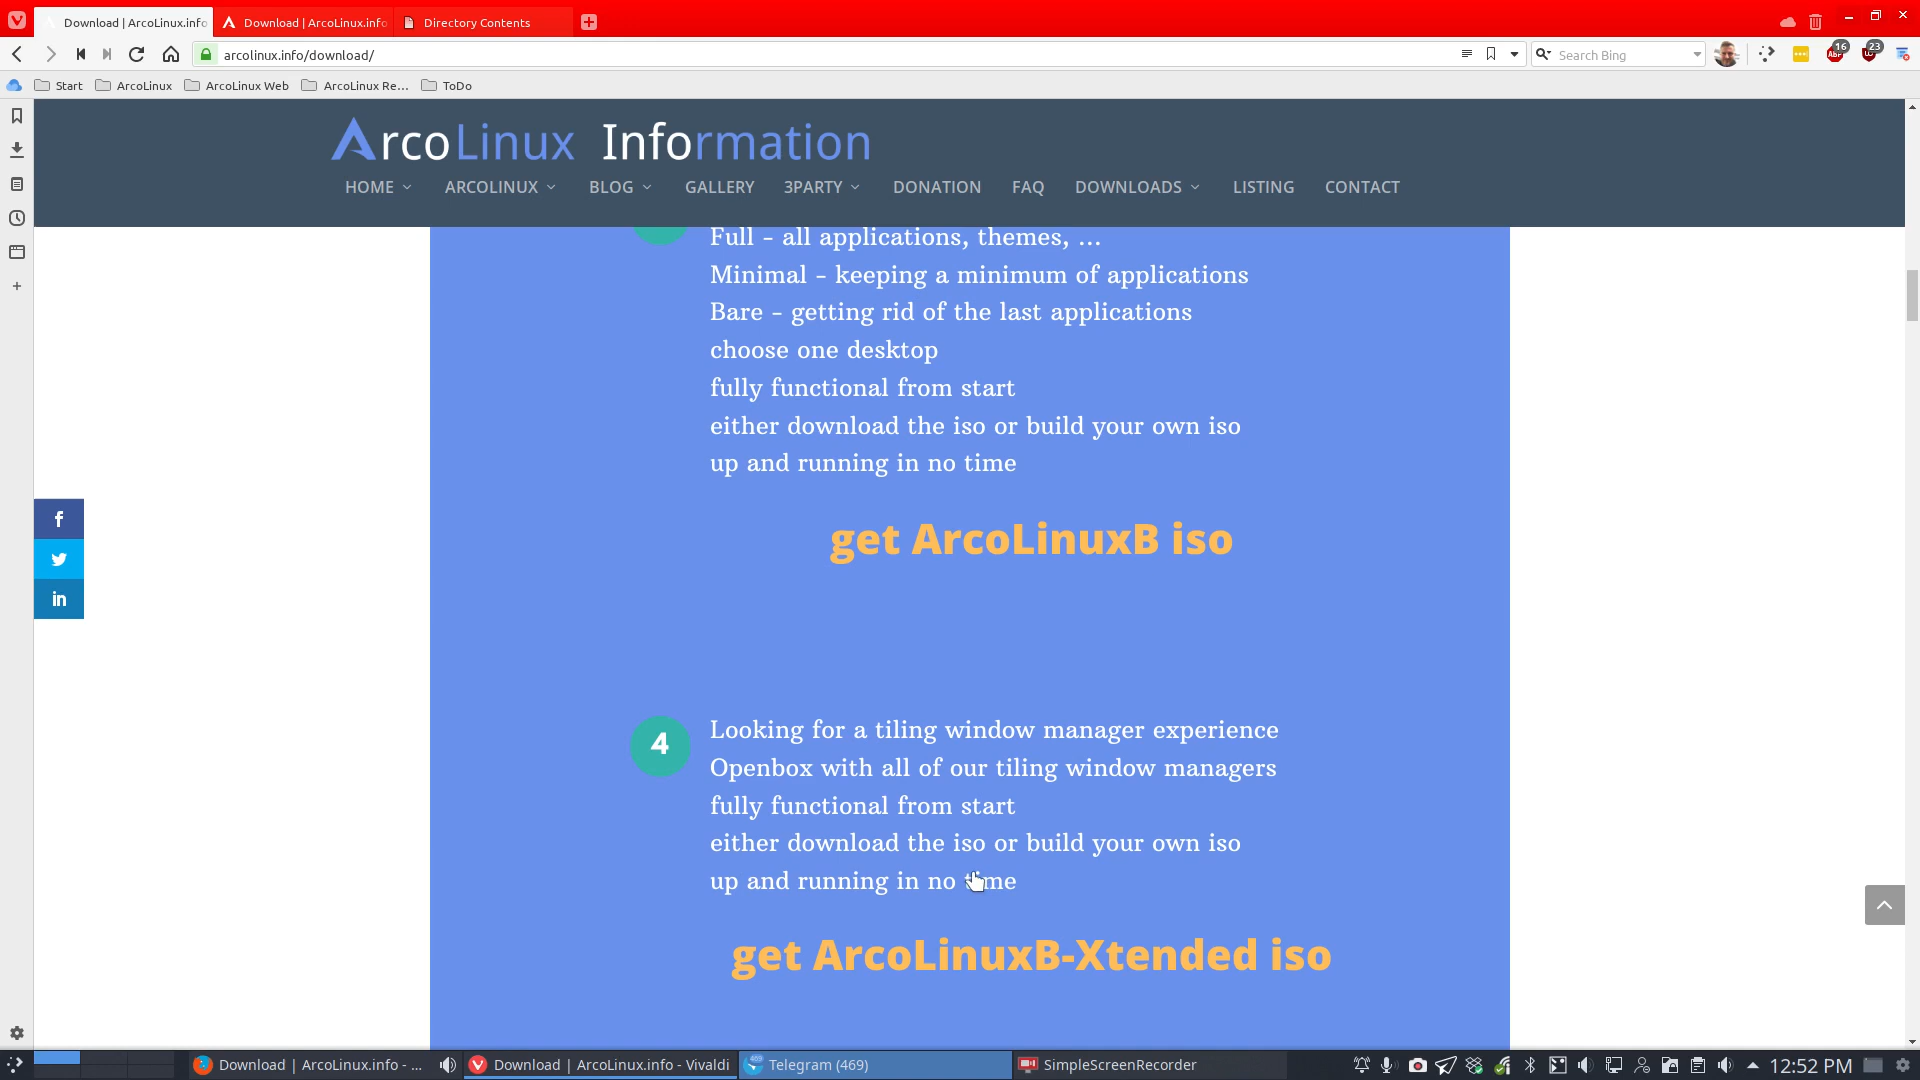 Download | ArcoLinux.info
Download | ArcoLinux.info
Directory Contents
arcolinux.info/download/
Search Bing
16
23
Start
ArcoLinux
ArcoLinux Web
ArcoLinux Re...
ToDo
ArcoLinux Information
HOME
ARCOLINUX
BLOG
GALLERY
3PARTY
DONATION
FAQ
DOWNLOADS
LISTING
CONTACT
Full - all applications, themes, ...
Minimal - keeping a minimum of applications
Bare - getting rid of the last applications
choose one desktop
fully functional from start
either download the iso or build your own iso
up and running in no time
get ArcoLinuxB iso
4
Looking for a tiling window manager experience
Openbox with all of our tiling window managers
fully functional from start
either download the iso or build your own iso
up and running in no time
get ArcoLinuxB-Xtended iso
Download | ArcoLinux.info - ...
Download | ArcoLinux.info - Vivaldi
Telegram (469)
SimpleScreenRecorder
12:52 PM